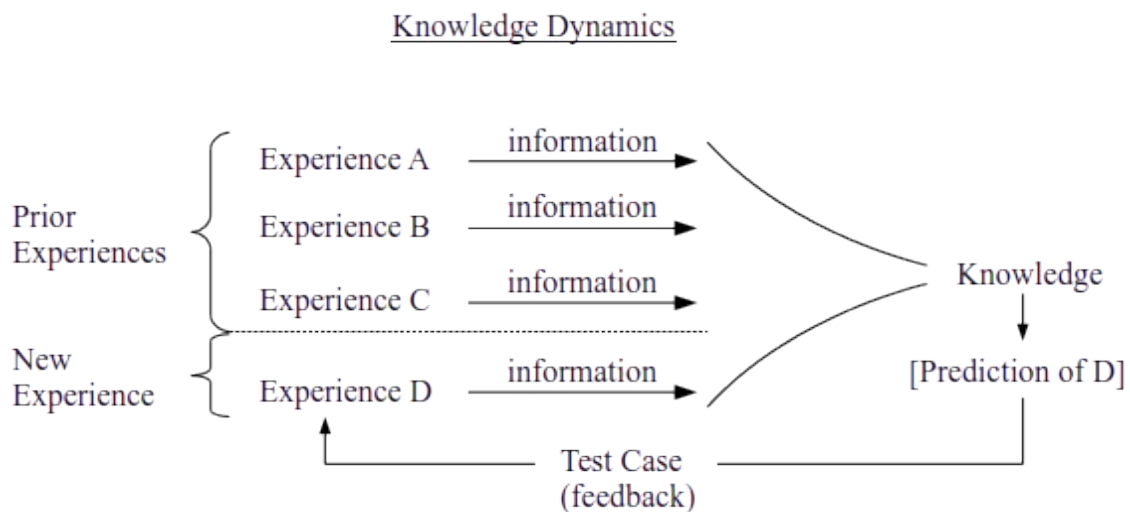 Knowledge Dynamics
Experience A
information
Experience B
information
Experience C
information
Prior
Experiences
Knowledge
New
Experience
Experience D
information
[Prediction of D]
Test Case
(feedback)